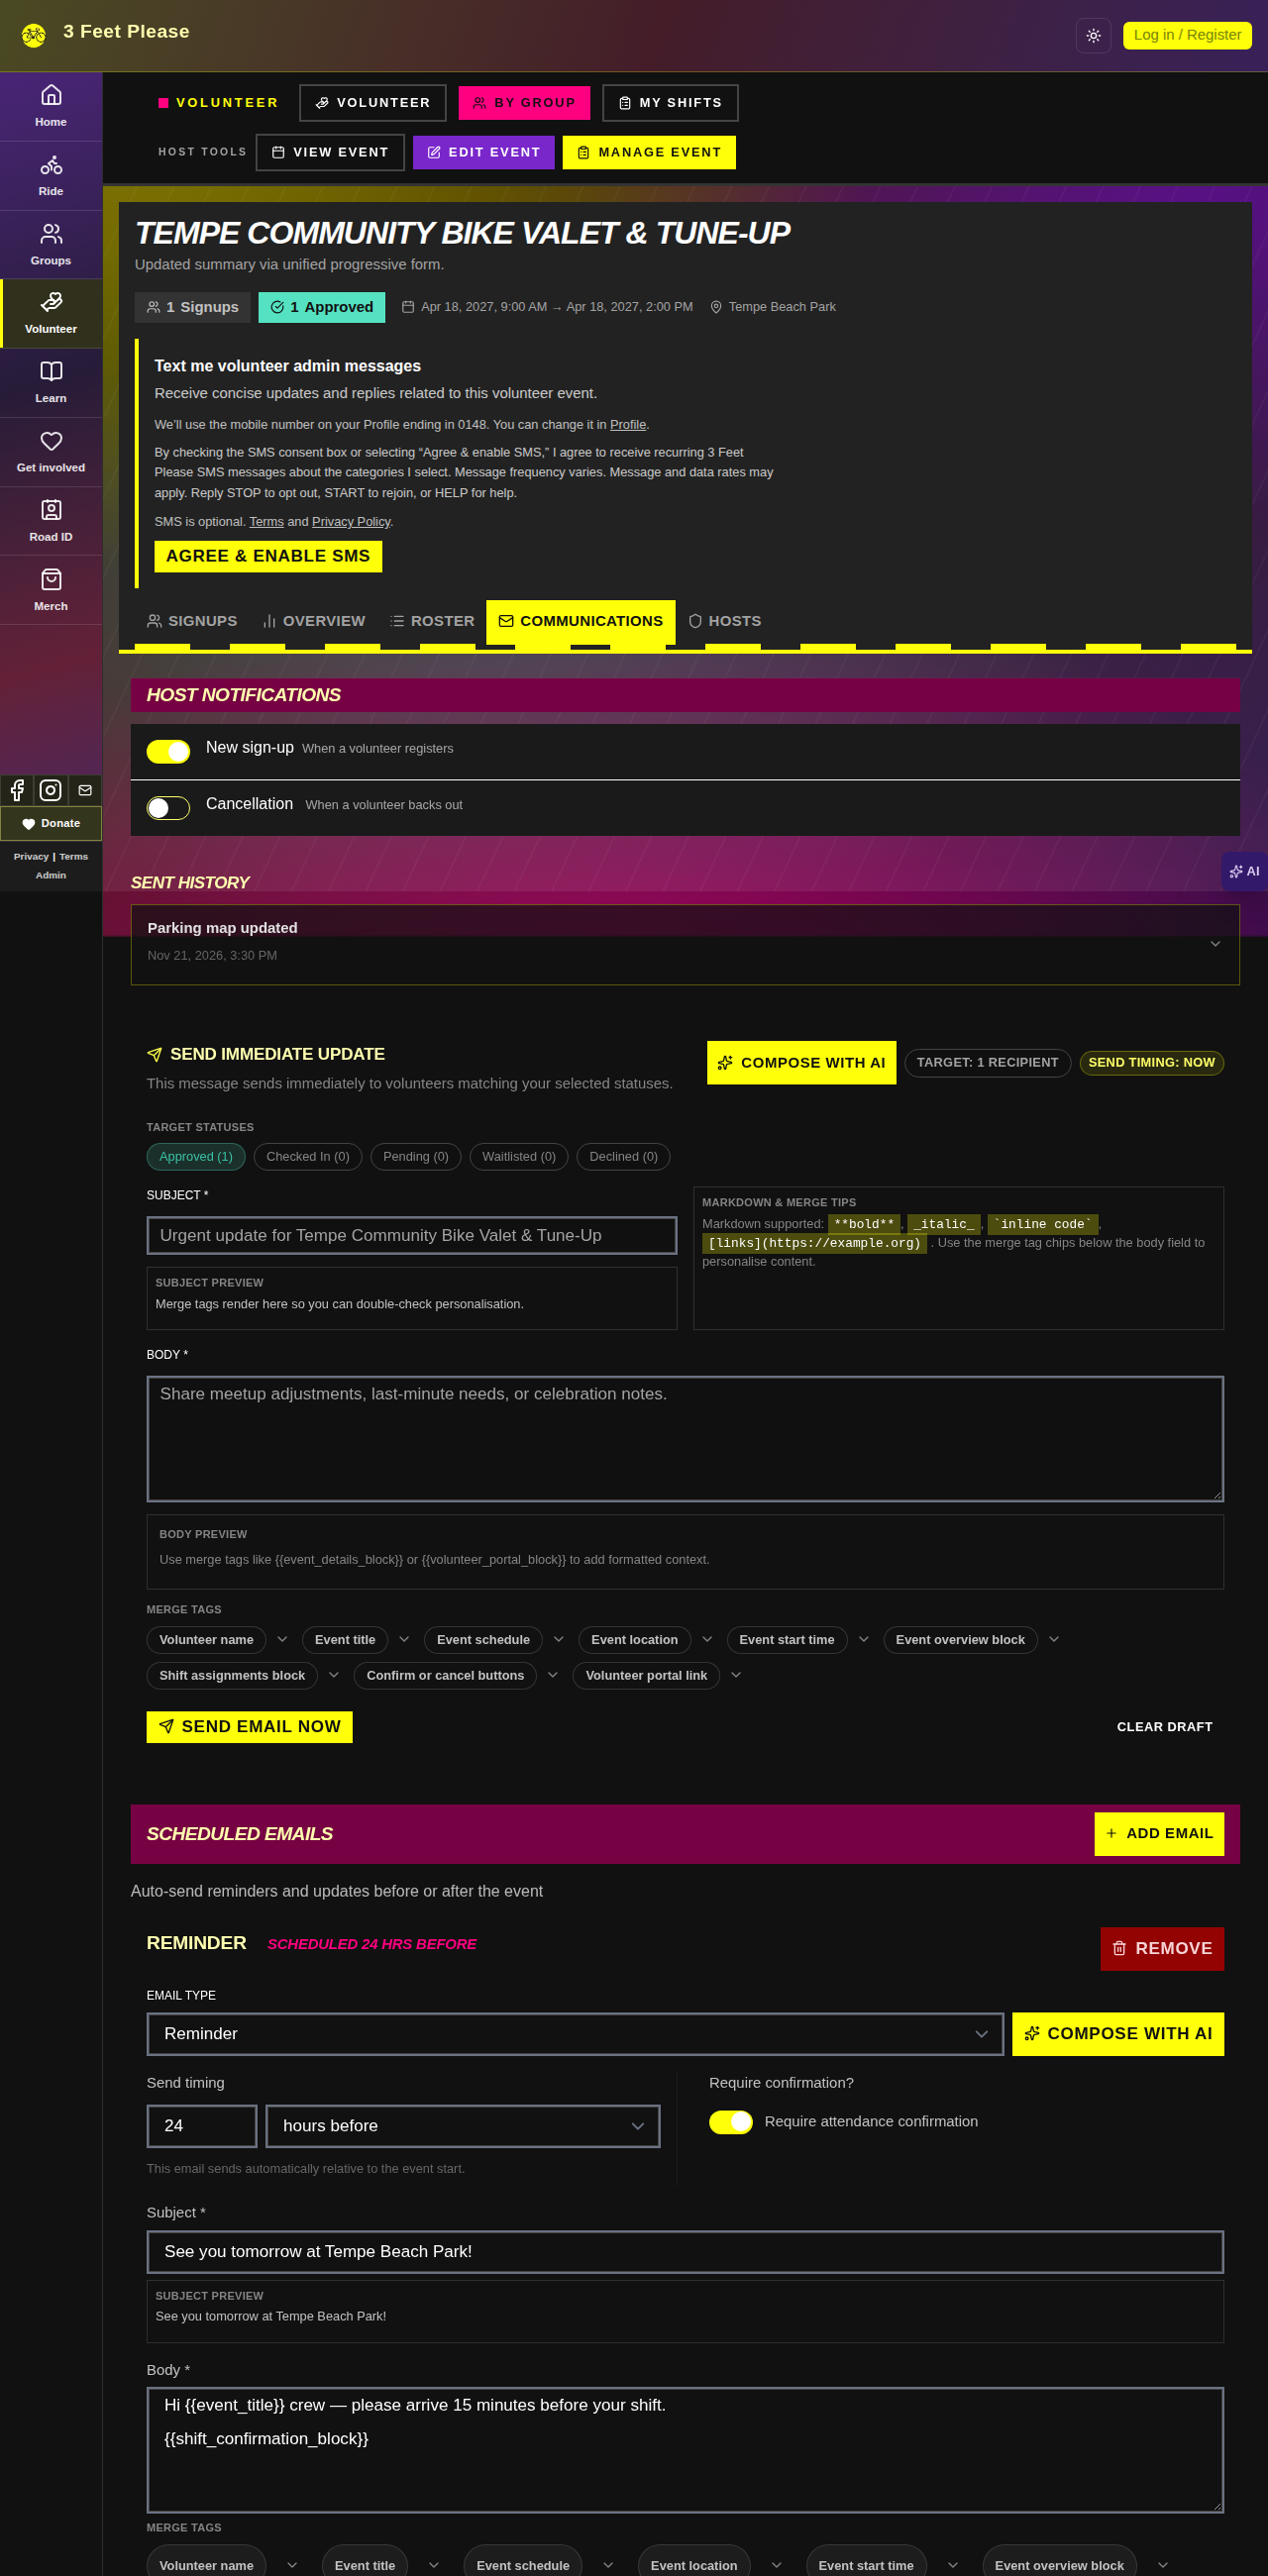 3 Feet Please
Log in / Register
Home
Ride
Groups
Volunteer
Learn
Get involved
Road ID
Merch
Donate
Privacy | Terms
Admin
VOLUNTEER
VOLUNTEER
BY GROUP
MY SHIFTS
HOST TOOLS
VIEW EVENT
EDIT EVENT
MANAGE EVENT
TEMPE COMMUNITY BIKE VALET & TUNE-UP
Updated summary via unified progressive form.
1 Signups
1 Approved
Apr 18, 2027, 9:00 AM → Apr 18, 2027, 2:00 PM
Tempe Beach Park
Text me volunteer admin messages
Receive concise updates and replies related to this volunteer event.
We'll use the mobile number on your Profile ending in 0148. You can change it in Profile.
By checking the SMS consent box or selecting “Agree & enable SMS,” I agree to receive recurring 3 Feet
Please SMS messages about the categories I select. Message frequency varies. Message and data rates may
apply. Reply STOP to opt out, START to rejoin, or HELP for help.
SMS is optional. Terms and Privacy Policy.
AGREE & ENABLE SMS
SIGNUPS
OVERVIEW
ROSTER
COMMUNICATIONS
HOSTS
HOST NOTIFICATIONS
New sign-up When a volunteer registers
Cancellation When a volunteer backs out
AI
SENT HISTORY
Parking map updated
Nov 21, 2026, 3:30 PM
SEND IMMEDIATE UPDATE
This message sends immediately to volunteers matching your selected statuses.
COMPOSE WITH AI
TARGET: 1 RECIPIENT
SEND TIMING: NOW
TARGET STATUSES
Approved (1)
Checked In (0)
Pending (0)
Waitlisted (0)
Declined (0)
SUBJECT *
Urgent update for Tempe Community Bike Valet & Tune-Up
SUBJECT PREVIEW
Merge tags render here so you can double-check personalisation.
MARKDOWN & MERGE TIPS
Markdown supported: **bold** , _italic_ , `inline code` ,
[links](https://example.org) . Use the merge tag chips below the body field to
personalise content.
BODY *
Share meetup adjustments, last-minute needs, or celebration notes.
BODY PREVIEW
Use merge tags like {{event_details_block}} or {{volunteer_portal_block}} to add formatted context.
MERGE TAGS
Volunteer name
Event title
Event schedule
Event location
Event start time
Event overview block
Shift assignments block
Confirm or cancel buttons
Volunteer portal link
SEND EMAIL NOW
CLEAR DRAFT
SCHEDULED EMAILS
+ ADD EMAIL
Auto-send reminders and updates before or after the event
REMINDER
SCHEDULED 24 HRS BEFORE
REMOVE
EMAIL TYPE
Reminder
COMPOSE WITH AI
Send timing
24
hours before
This email sends automatically relative to the event start.
Require confirmation?
Require attendance confirmation
Subject *
See you tomorrow at Tempe Beach Park!
SUBJECT PREVIEW
See you tomorrow at Tempe Beach Park!
Body *
Hi {{event_title}} crew — please arrive 15 minutes before your shift.
{{shift_confirmation_block}}
MERGE TAGS
Volunteer name
Event title
Event schedule
Event location
Event start time
Event overview block